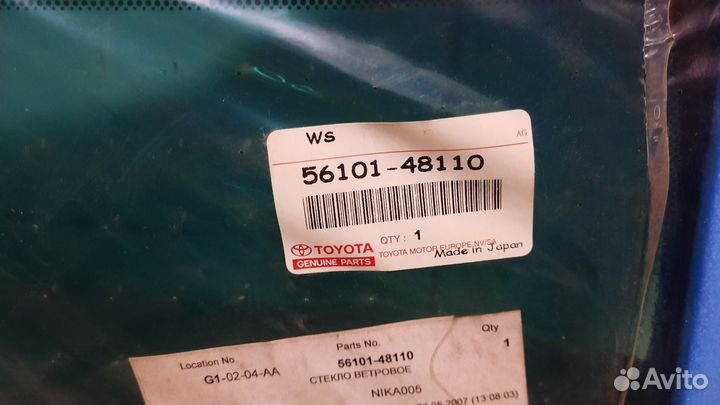 WS
AG
56101-48110
QTY: 1
TOYOTA
GENUINE PARTS
TOYOTA MOTOR EUROPE NV/SA
Made in Japan
Location No.
G1-02-04-AA
Parts No.
56101-48110
СТЕКЛО ВЕТРОВОЕ
NIKA005
Qty
1
2007 (13:08:03)
Avito